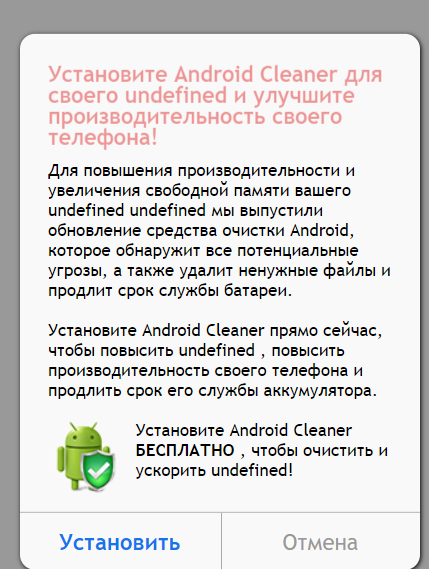 Установите Android Cleaner для
своего undefined и улучшите
производительность своего
телефона!
Для повышения производительности и
увеличения свободной памяти вашего
undefined undefined мы выпустили
обновление средства очистки Android,
которое обнаружит все потенциальные
угрозы, а также удалит ненужные файлы и
продлит срок службы батареи.
Установите Android Cleaner прямо сейчас,
чтобы повысить undefined , повысить
производительность своего телефона и
продлить срок его службы аккумулятора.
Установите Android Cleaner
БЕСПЛАТНО , чтобы очистить и
ускорить undefined!
Установить Отмена